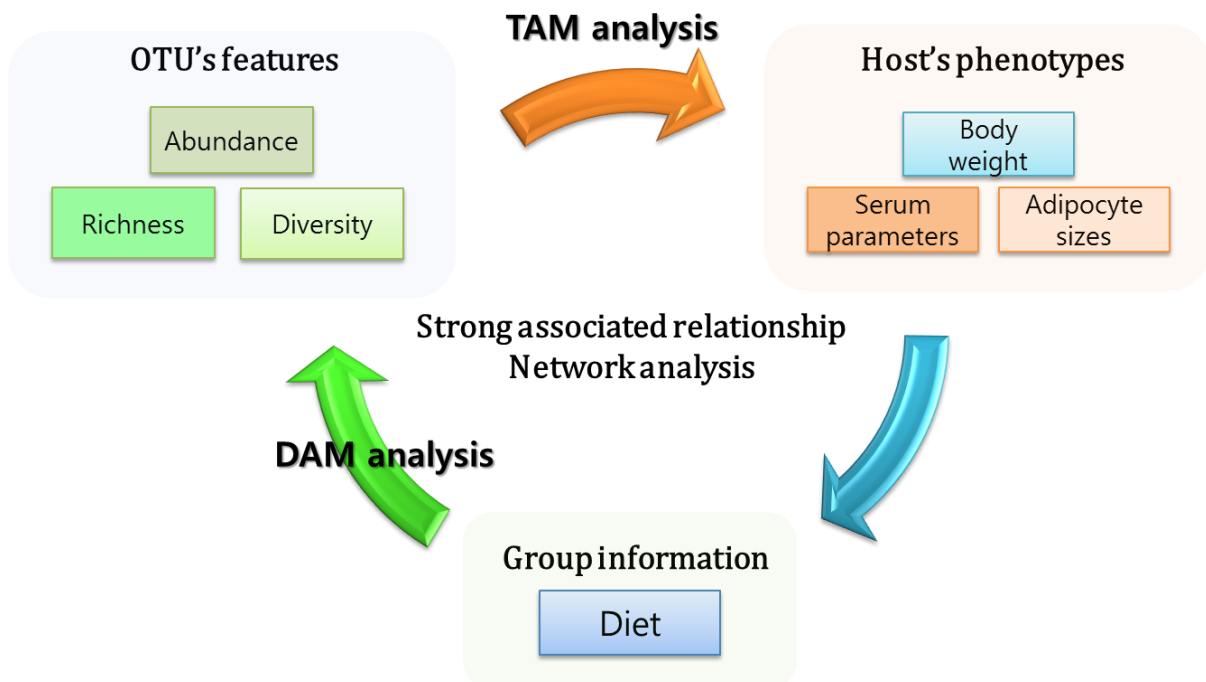 TAM analysis
OTU's features
Abundance
Richness
Diversity
Host's phenotypes
Body
weight
Serum
parameters
Adipocyte
sizes
Strong associated relationship
Network analysis
DAM analysis
Group information
Diet